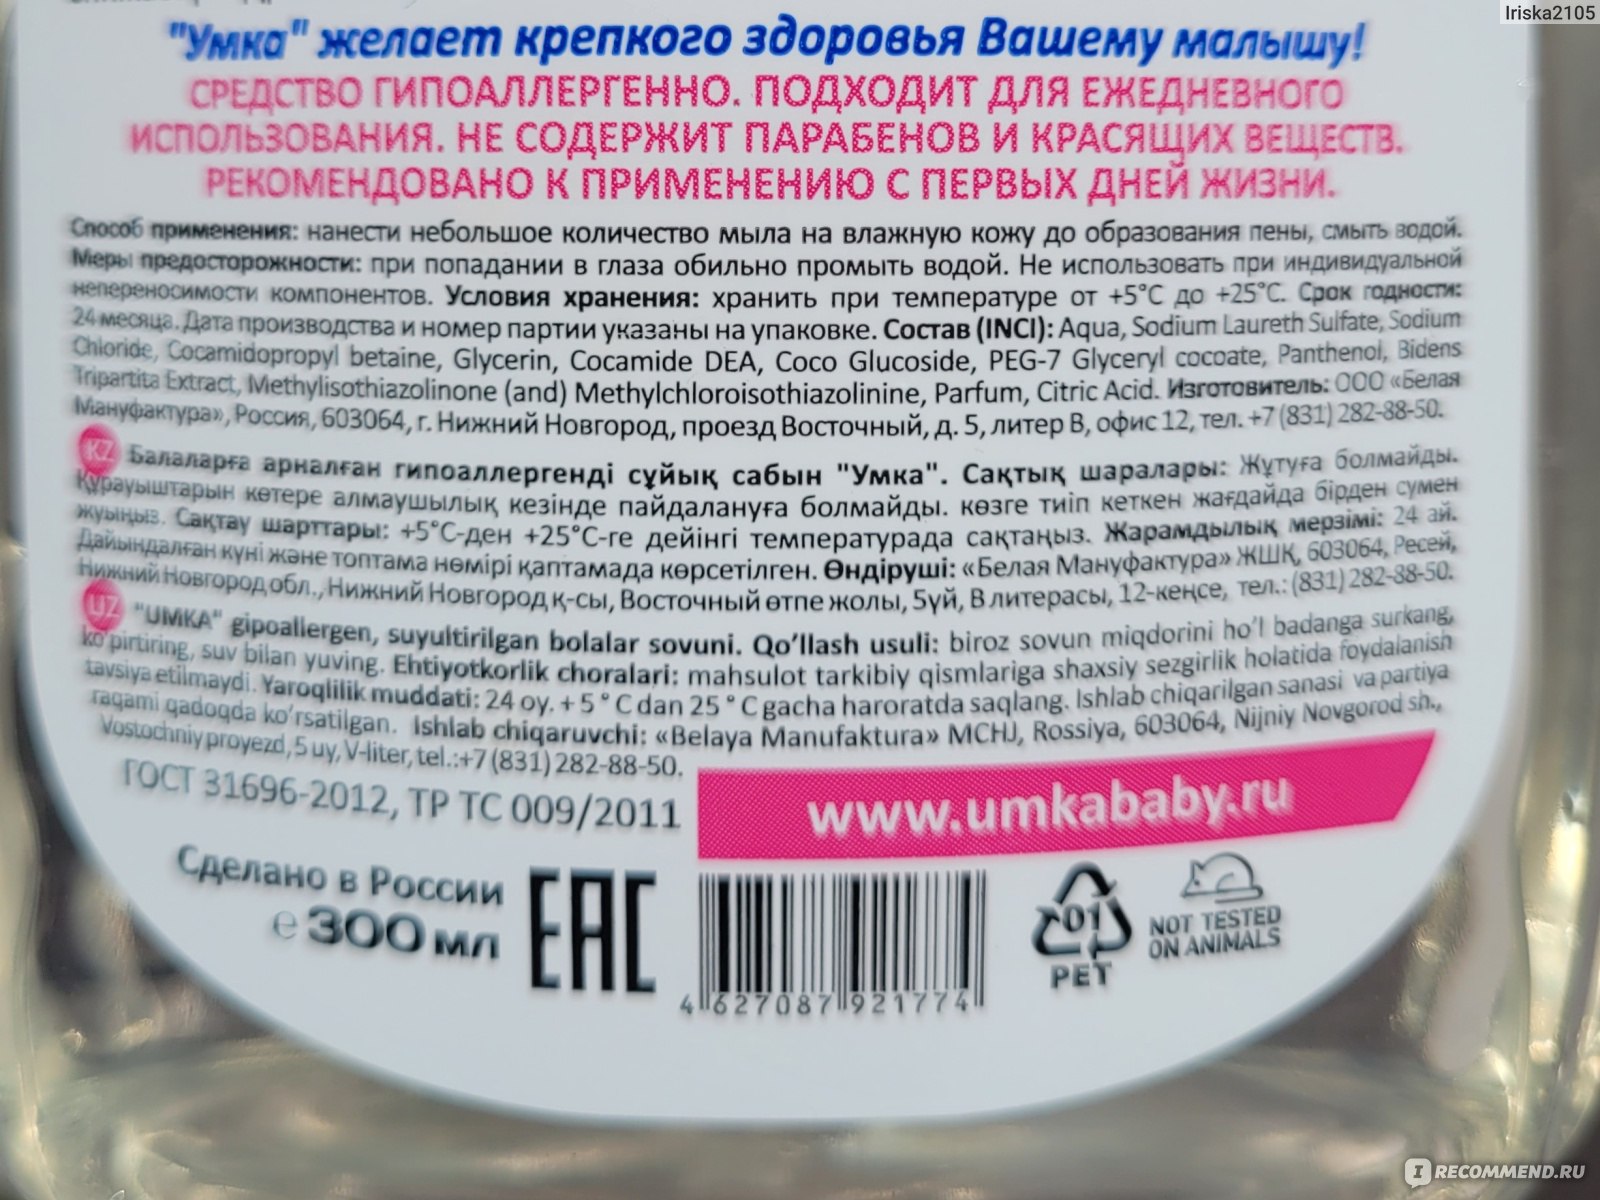 Iriska2105
"Умка" желает крепкого здоровья Вашему малышу!
СРЕДСТВО ГИПОАЛЛЕРГЕННО. ПОДХОДИТ ДЛЯ ЕЖЕДНЕВНОГО
ИСПОЛЬЗОВАНИЯ. НЕ СОДЕРЖИТ ПАРАБЕНОВ И КРАСЯЩИХ ВЕЩЕСТВ.
РЕКОМЕНДОВАНО К ПРИМЕНЕНИЮ С ПЕРВЫХ ДНЕЙ ЖИЗНИ.
Способ применения: нанести небольшое количество мыла на влажную кожу до образования пены, смыть водой.
Меры предосторожности: при попадании в глаза обильно промыть водой. Не использовать при индивидуальной
непереносимости компонентов. Условия хранения: хранить при температуре от +5°С до +25°С. Срок годности:
24 месяца. Дата производства и номер партии указаны на упаковке. Состав (INCI): Aqua, Sodium Laureth Sulfate, Sodium
Chloride, Cocamidopropyl betaine, Glycerin, Cocamide DEA, Coco Glucoside, PEG-7 Glyceryl cocoate, Panthenol, Bidens
Tripartita Extract, Methylisothiazolinone (and) Methylchloroisothiazolinine, Parfum, Citric Acid. Изготовитель: ООО «Белая
Мануфактура», Россия, 603064, г. Нижний Новгород, проезд Восточный, д. 5, литер В, офис 12, тел. +7 (831) 282-88-50.
KZ Балаларға арналған гипоаллергенді сұйық сабын "Умка". Сақтық шаралары: Жұтуға болмайды.
Құрауыштарын көтере алмаушылық кезінде пайдалануға болмайды. көзге тиіп кеткен жағдайда бірден сумен
жуыңыз. Сақтау шарттары: +5°С-ден +25°С-ге дейінгі температурада сақтаңыз. Жарамдылық мерзімі: 24 ай.
Дайындалған күні және топтама нөмірі қаптамада көрсетілген. Өндіруші: «Белая Мануфактура» ЖШҚ, 603064, Ресей,
Нижний Новгород обл., Нижний Новгород қ-сы, Восточный өтпе жолы, 5үй, В литерасы, 12-кеңсе, тел.: (831) 282-88-50.
UZ "UMKA" gipoallergen, suyultirilgan bolalar sovuni. Qo'llash usuli: biroz sovun miqdorini ho'l badanga surkang,
ko'pirtiring, suv bilan yuving. Ehtiyotkorlik choralari: mahsulot tarkibiy qismlariga shaxsiy sezgirlik holatida foydalanish
tavsiya etilmaydi. Yaroqlilik muddati: 24 oy. + 5 ° C dan 25 ° C gacha haroratda saqlang. Ishlab chiqarilgan sanasi va partiya
raqami qadoqda ko'rsatilgan. Ishlab chiqaruvchi: «Belaya Manufaktura» MCHJ, Rossiya, 603064, Nijniy Novgorod sh.,
Vostochniy proyezd, 5 uy, V-liter, tel.:+7 (831) 282-88-50.
ГОСТ 31696-2012, ТР ТС 009/2011
www.umkababy.ru
Сделано в России
℮ 300 мл
EAC
4 627087 921774
01
PET
NOT TESTED
ON ANIMALS
IRECOMMEND.RU